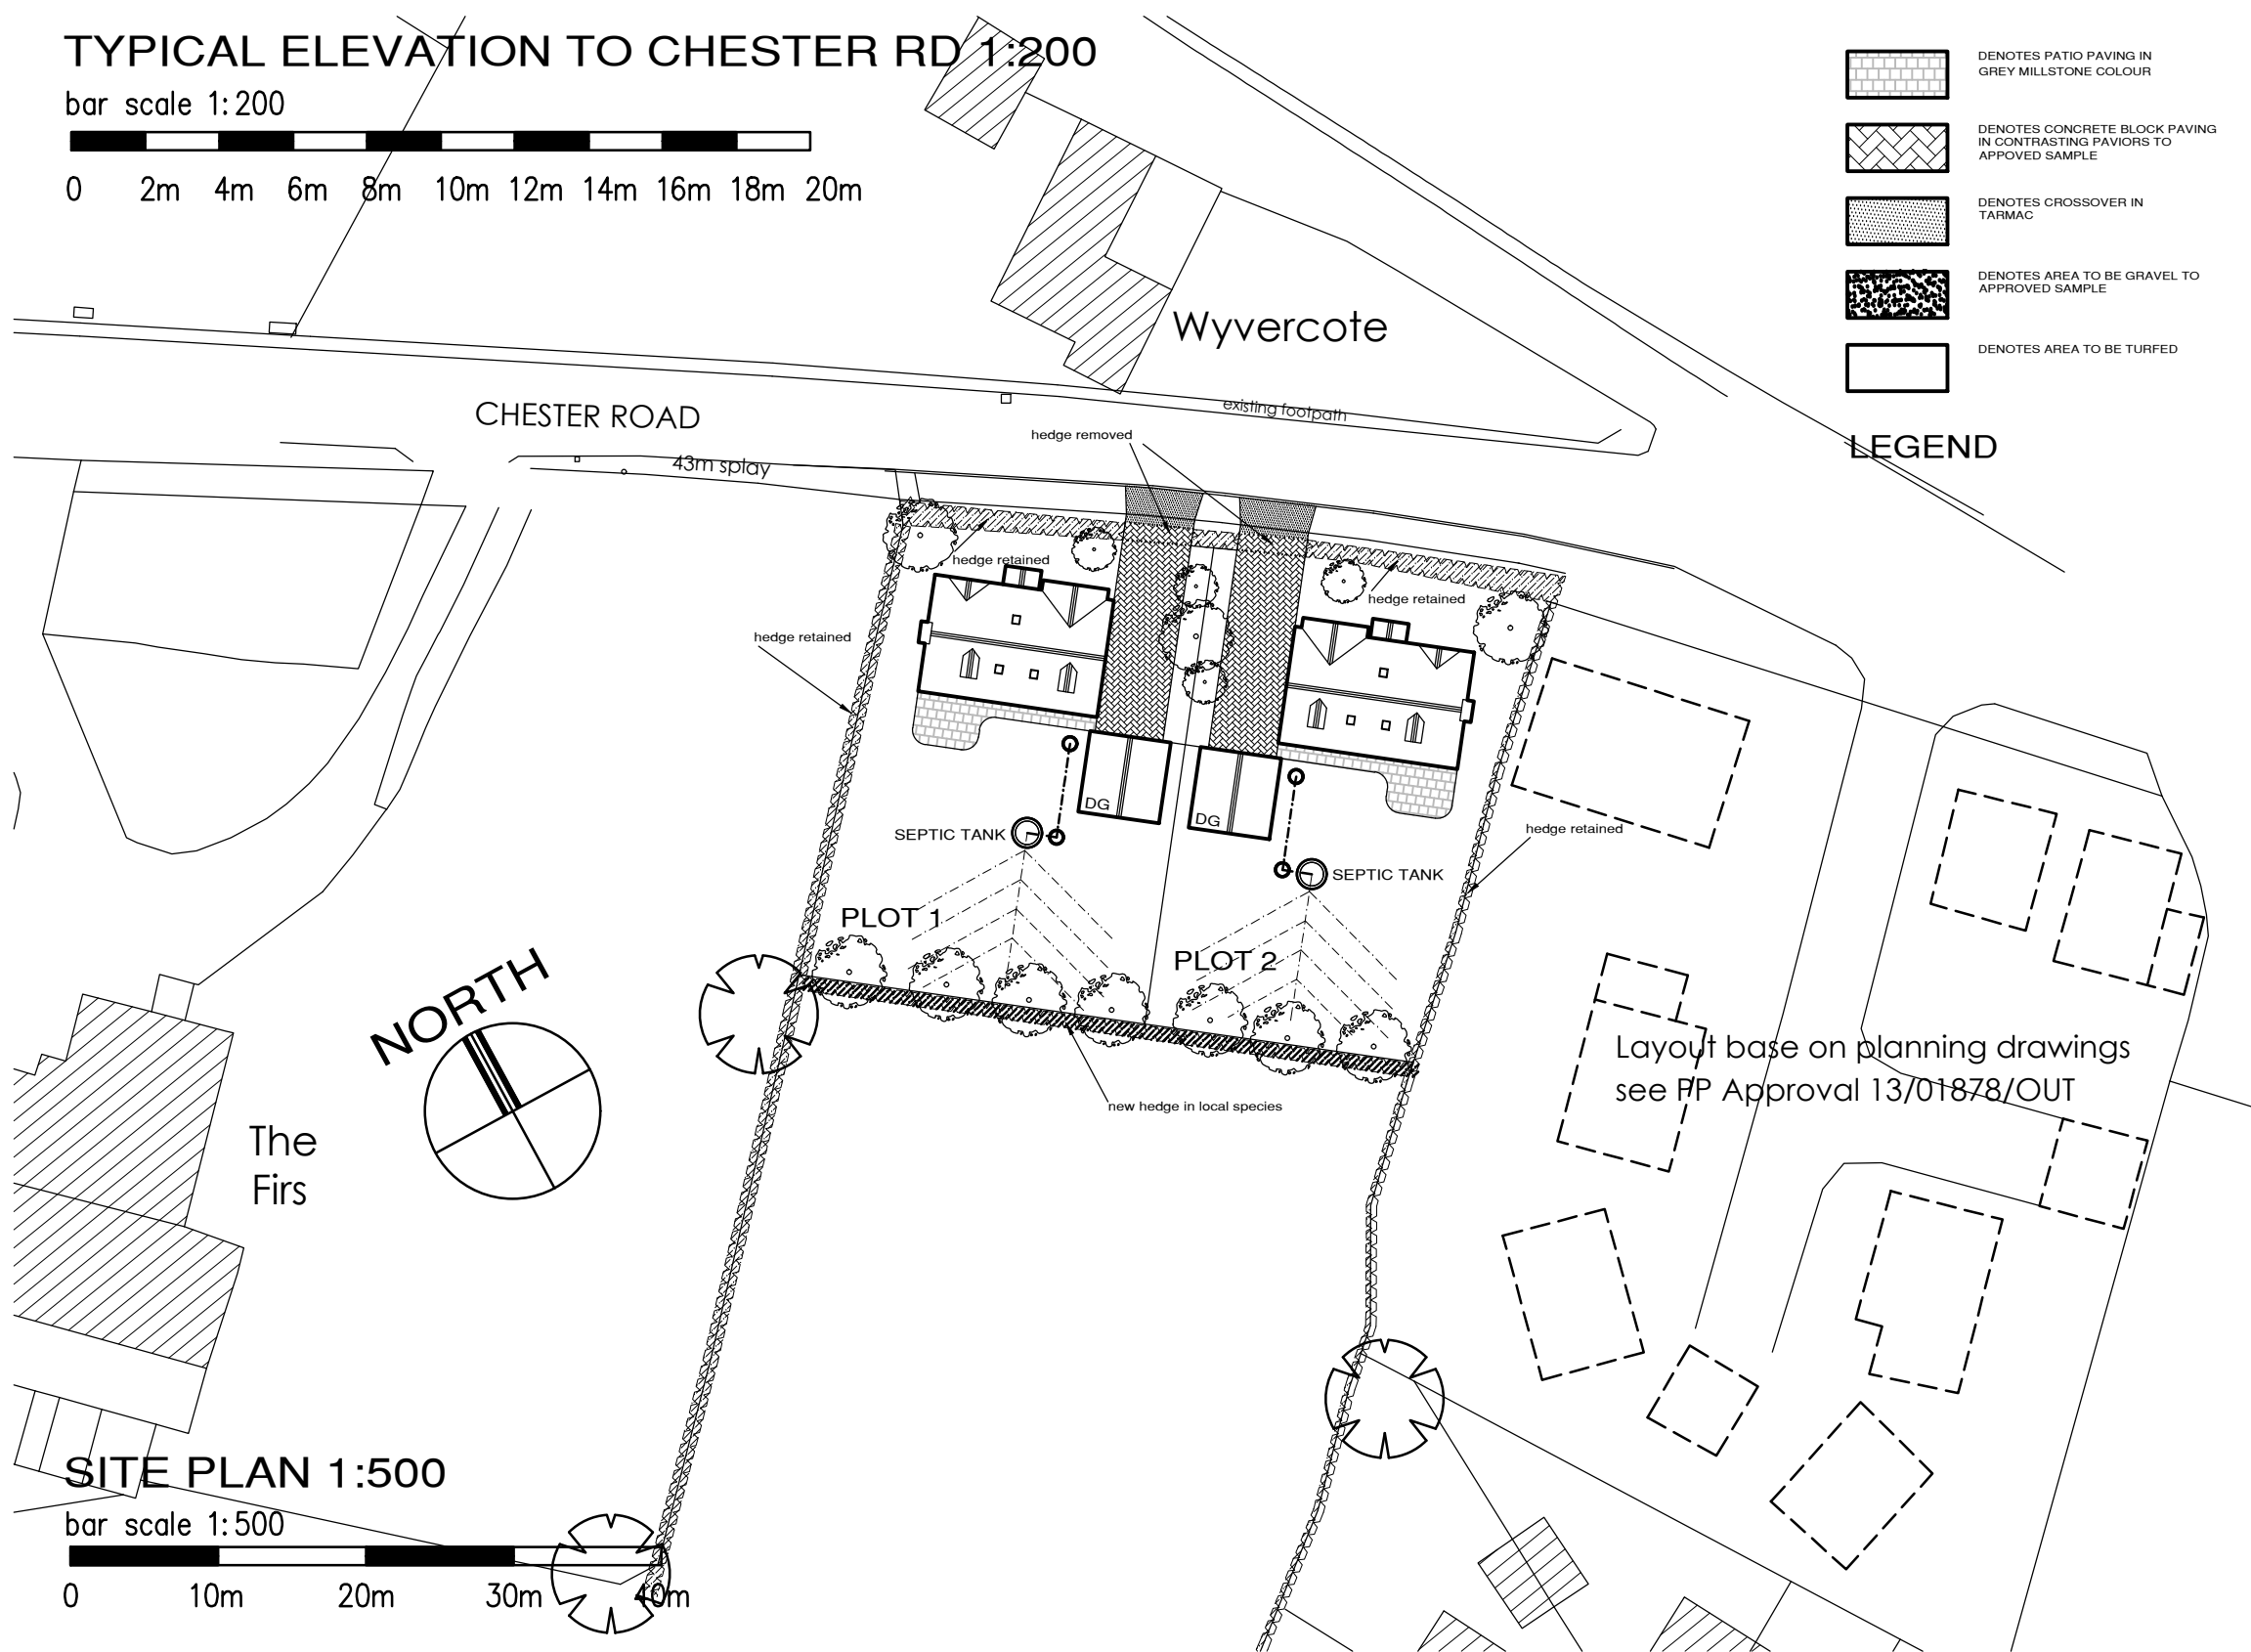 TYPICAL ELEVATION TO CHESTER RD 1:200
bar scale 1:200
0 2m 4m 6m 8m 10m 12m 14m 16m 18m 20m
DENOTES PATIO PAVING IN
GREY MILLSTONE COLOUR
DENOTES CONCRETE BLOCK PAVING
IN CONTRASTING PAVIORS TO
APPOVED SAMPLE
DENOTES CROSSOVER IN
TARMAC
DENOTES AREA TO BE GRAVEL TO
APPROVED SAMPLE
DENOTES AREA TO BE TURFED
LEGEND
Wyvercote
CHESTER ROAD
existing footpath
hedge removed
43m splay
hedge retained
hedge retained
hedge retained
DG
DG
SEPTIC TANK
hedge retained
SEPTIC TANK
PLOT 1
PLOT 2
NORTH
Layout base on planning drawings
see PP Approval 13/01878/OUT
new hedge in local species
The
Firs
SITE PLAN 1:500
bar scale 1:500
0 10m 20m 30m 40m